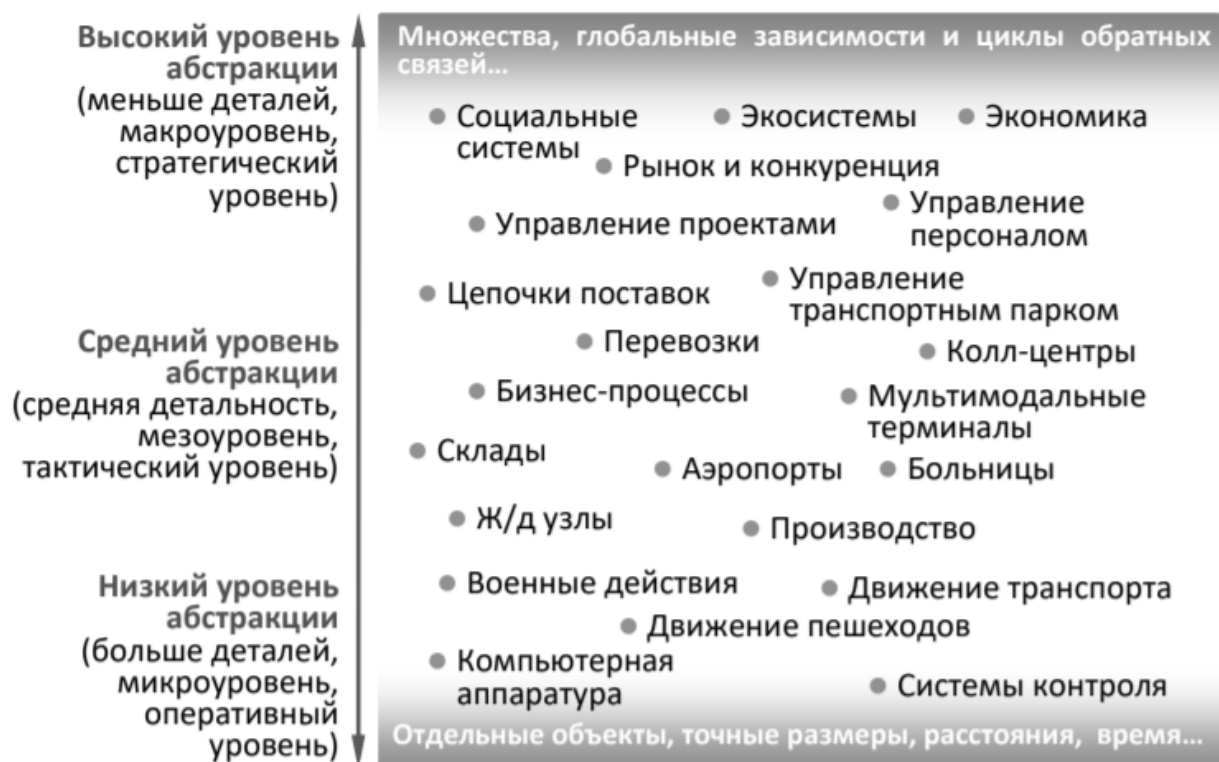 Высокий уровень
абстракции
(меньше деталей,
макроуровень,
стратегический
уровень)
Средний уровень
абстракции
(средняя детальность,
мезоуровень,
тактический уровень)
Низкий уровень
абстракции
(больше деталей,
микроуровень,
оперативный
уровень)
Множества, глобальные зависимости и циклы обратных
связей...
Социальные
системы
Экосистемы
Экономика
Рынок и конкуренция
Управление проектами
Управление
персоналом
Цепочки поставок
Управление
транспортным парком
Перевозки
Колл-центры
Бизнес-процессы
Мультимодальные
терминалы
Склады
Аэропорты
Больницы
Ж/д узлы
Производство
Военные действия
Движение транспорта
Движение пешеходов
Компьютерная
аппаратура
Системы контроля
Отдельные объекты, точные размеры, расстояния, время...